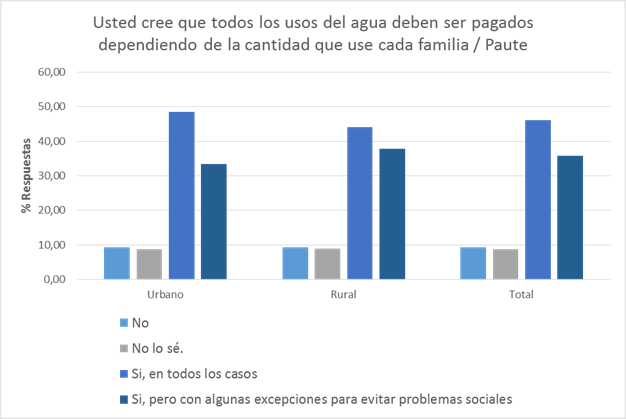 Usted cree que todos los usos del agua deben ser pagados
dependiendo de la cantidad que use cada familia / Paute
% Respuestas
60,00
50,00
40,00
30,00
20,00
10,00
0,00
Urbano
Rural
Total
No
No lo sé.
Si, en todos los casos
Si, pero con algunas excepciones para evitar problemas sociales